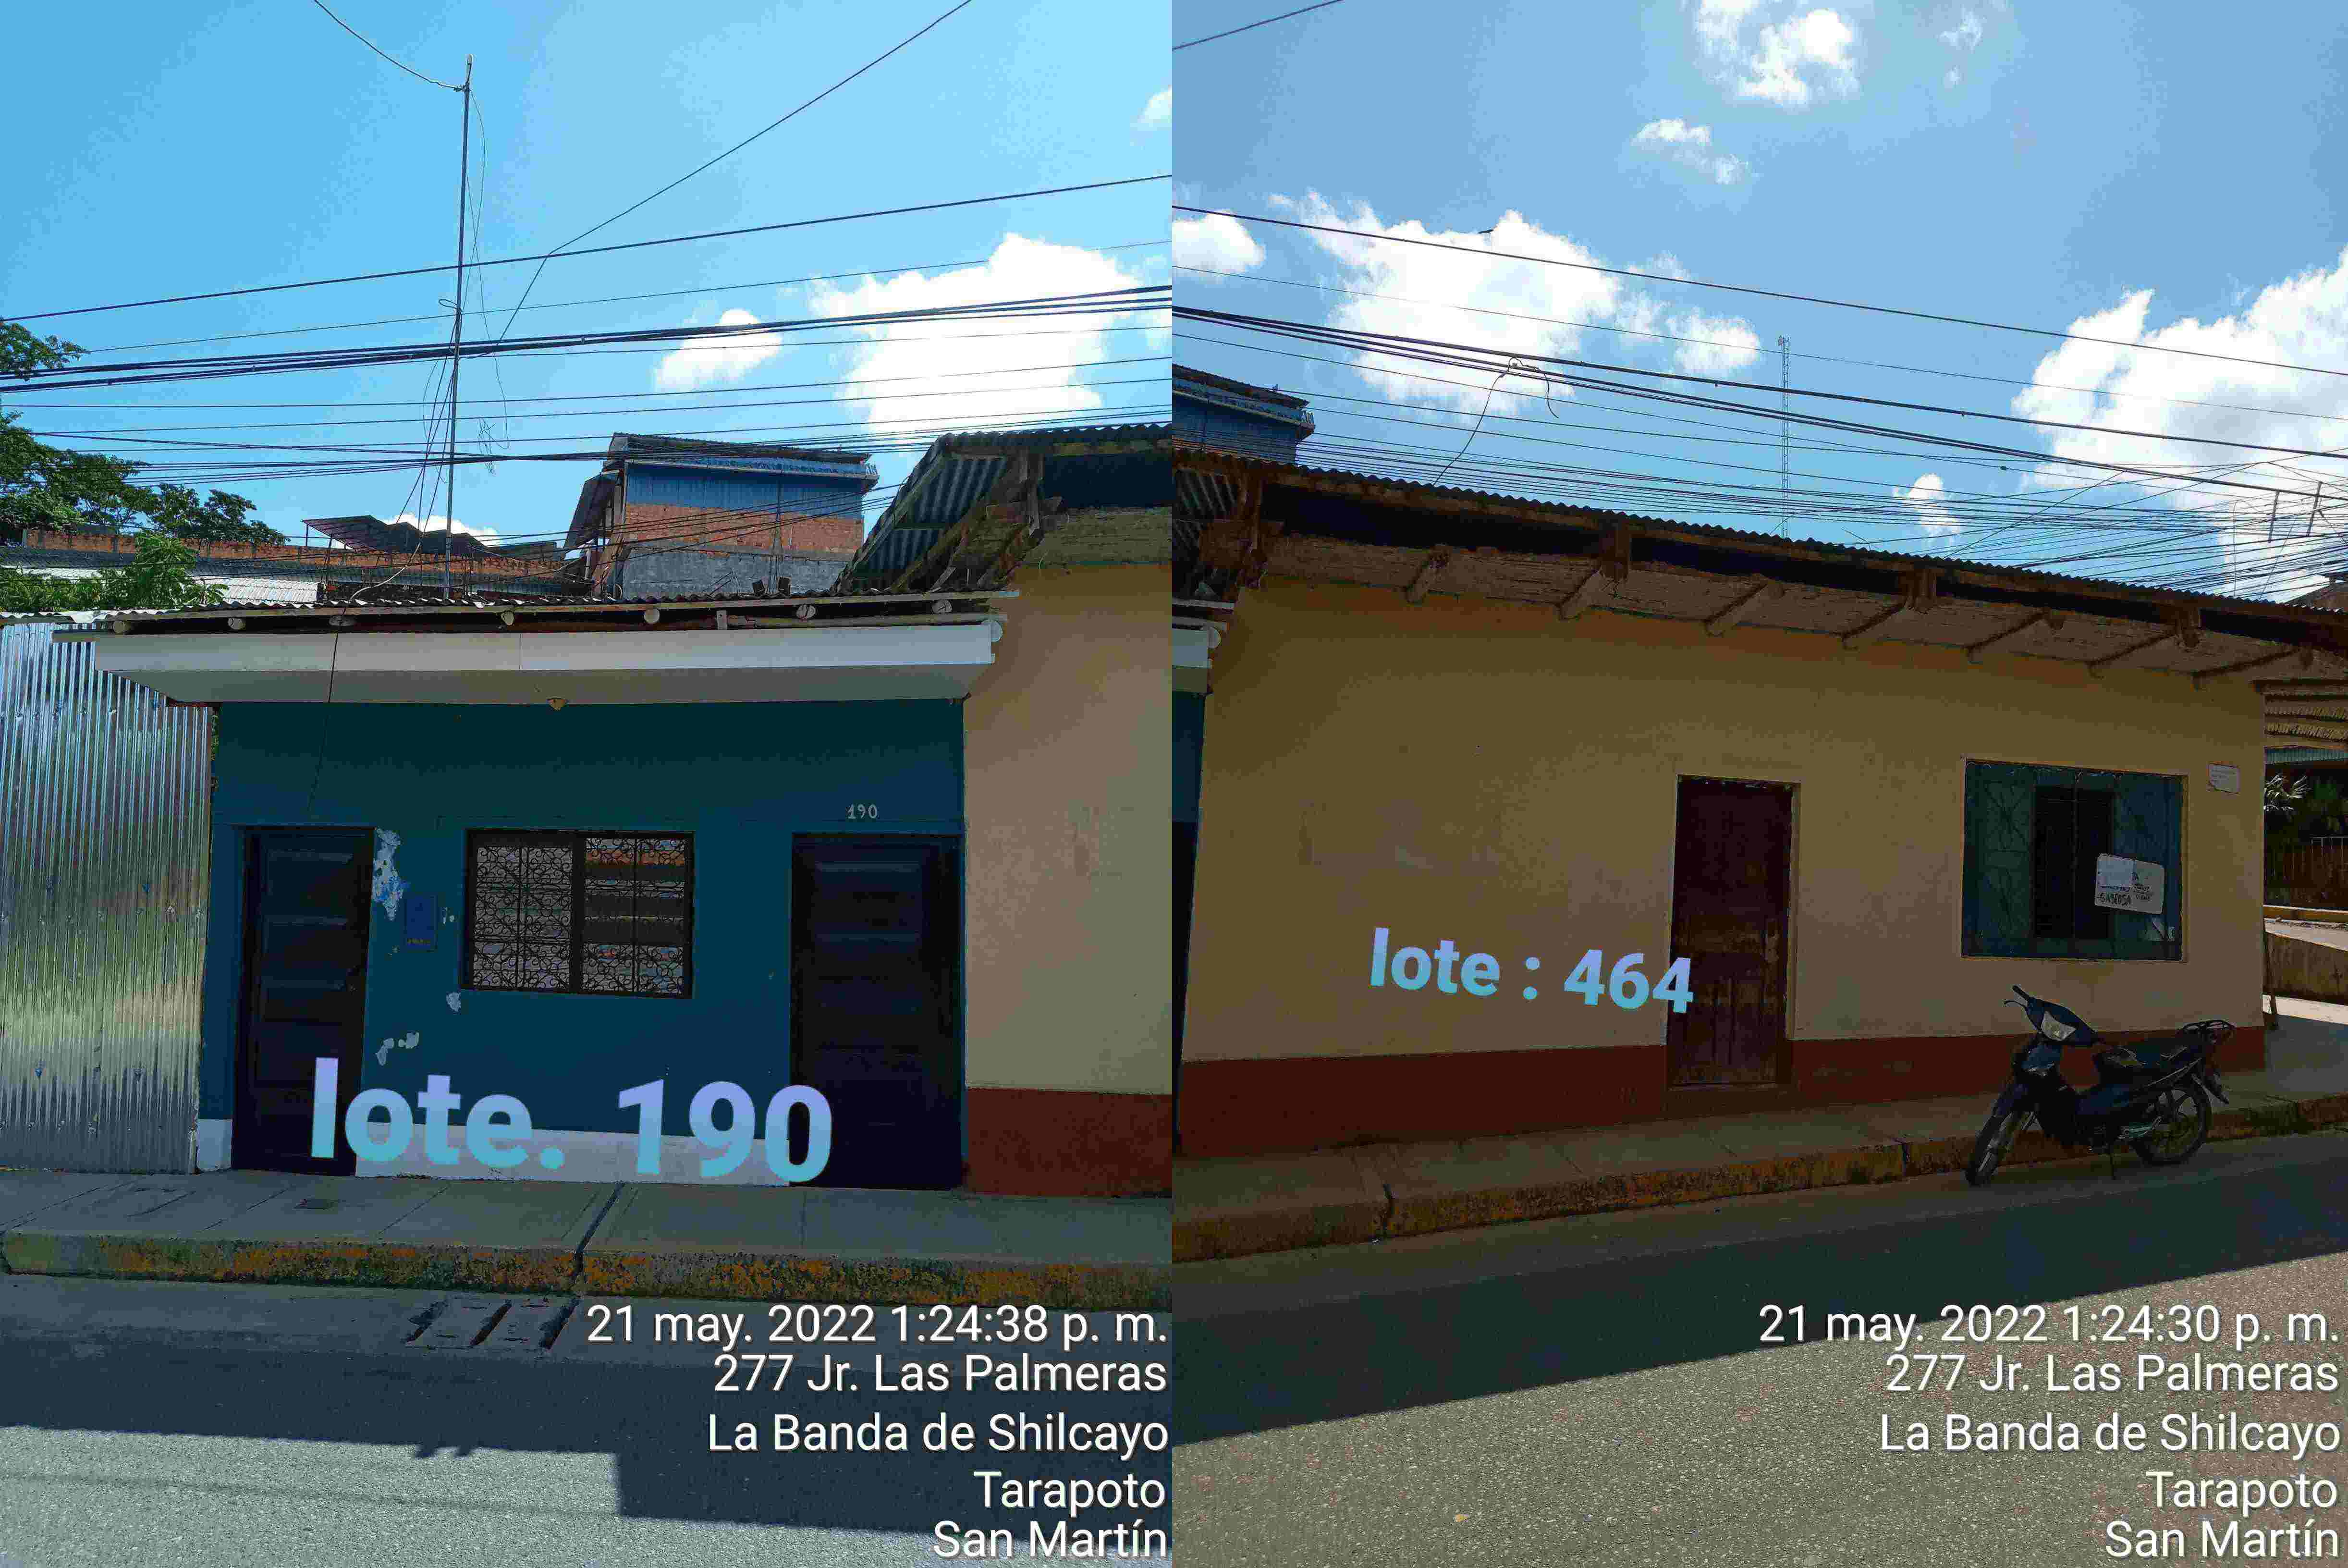 190
lote. 190
21 may. 2022 1:24:38 p. m.
277 Jr. Las Palmeras
La Banda de Shilcayo
Tarapoto
San Martín
GASEOSA
lote : 464
21 may. 2022 1:24:30 p. m.
277 Jr. Las Palmeras
La Banda de Shilcayo
Tarapoto
San Martín